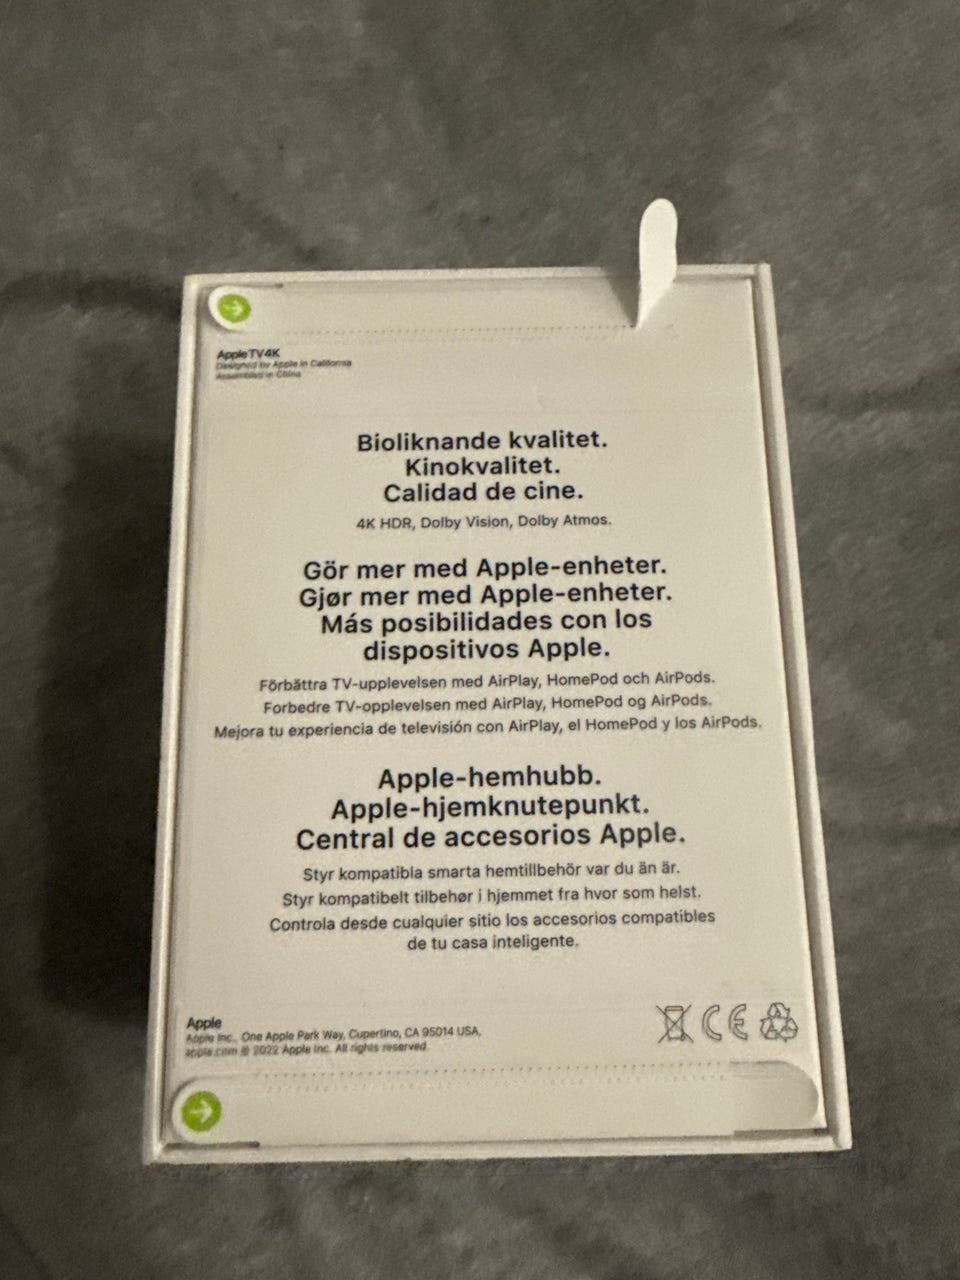 Apple TV 4K
Designed by Apple in California
Assembled in China
Bioliknande kvalitet.
Kinokvalitet.
Calidad de cine.
4K HDR, Dolby Vision, Dolby Atmos.
Gör mer med Apple-enheter.
Gjør mer med Apple-enheter.
Más posibilidades con los
dispositivos Apple.
Förbättra TV-upplevelsen med AirPlay, HomePod och AirPods.
Forbedre TV-opplevelsen med AirPlay, HomePod og AirPods.
Mejora tu experiencia de televisión con AirPlay, el HomePod y los AirPods.
Apple-hemhubb.
Apple-hjemknutepunkt.
Central de accesorios Apple.
Styr kompatibla smarta hemtillbehör var du än är.
Styr kompatibelt tilbehør i hjemmet fra hvor som helst.
Controla desde cualquier sitio los accesorios compatibles
de tu casa inteligente.
Apple
Apple Inc., One Apple Park Way, Cupertino, CA 95014 USA.
apple.com © 2022 Apple Inc. All rights reserved.
CE